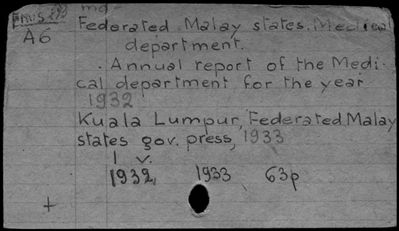 A6
md
Federated Malay states. Medical
department.
Annual report of the Medi-
cal department for the year
1932
Kuala Lumpur, Federated Malay
states gov. press, 1933
1 v.
1932, 1933 63p
+